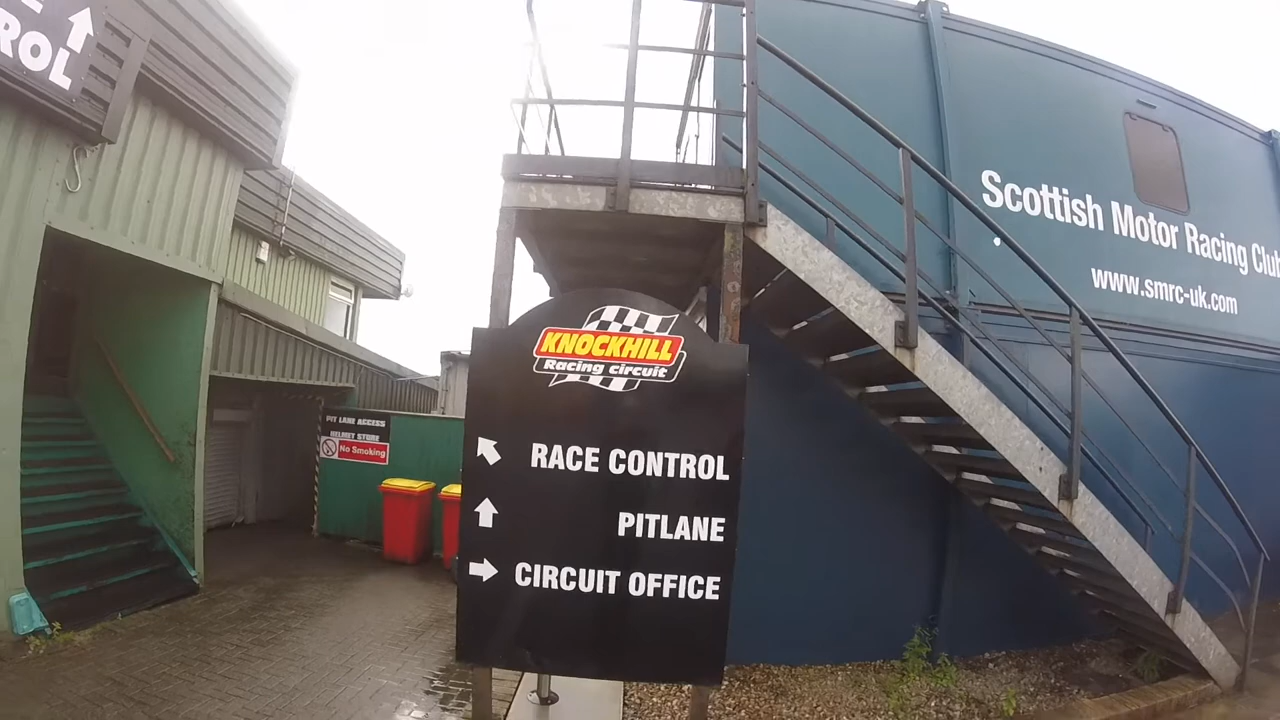 ROL
Scottish Motor Racing Club
www.smrc-uk.com
KNOCKHILL
Racing circuit
PIT LANE ACCESS
HELMET STORE
No Smoking
RACE CONTROL
PITLANE
CIRCUIT OFFICE